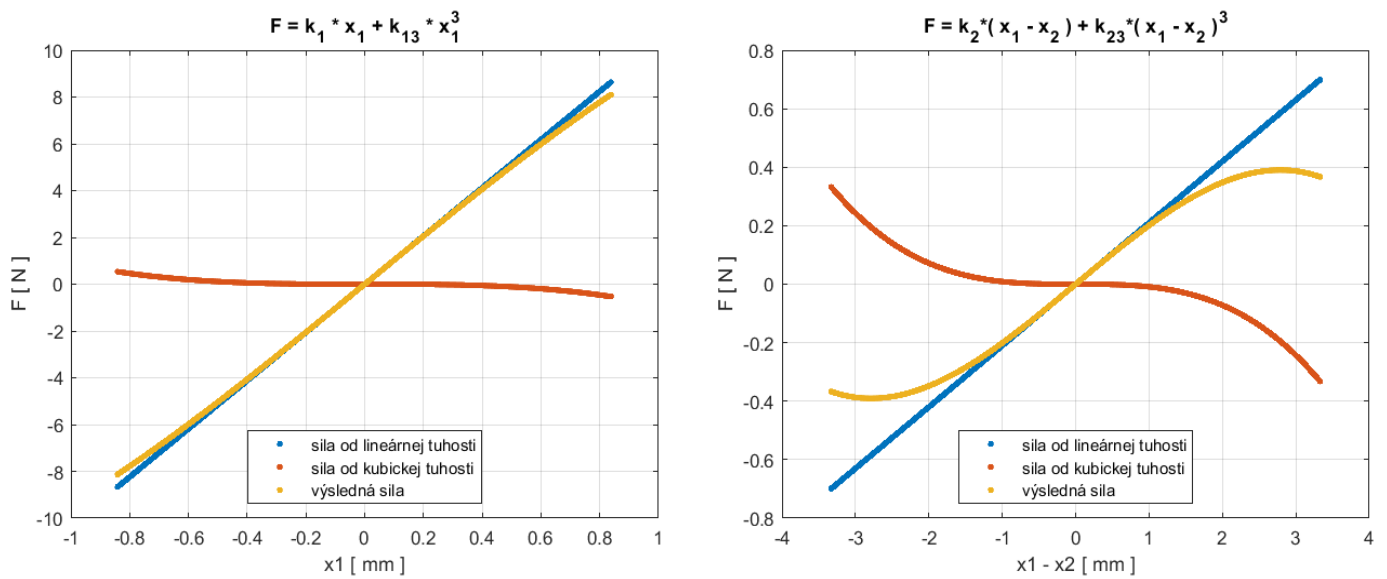 F = k1 * x1 + k13 * x1^3
10
8
6
4
2
0
-2
-4
-6
-8
-10
F [ N ]
sila od lineárnej tuhosti
sila od kubickej tuhosti
výsledná sila
-1 -0.8 -0.6 -0.4 -0.2 0 0.2 0.4 0.6 0.8 1
x1 [ mm ]
F = k2*( x1 - x2 ) + k23*( x1 - x2 )^3
0.8
0.6
0.4
0.2
0
-0.2
-0.4
-0.6
-0.8
F [ N ]
sila od lineárnej tuhosti
sila od kubickej tuhosti
výsledná sila
-4 -3 -2 -1 0 1 2 3 4
x1 - x2 [ mm ]